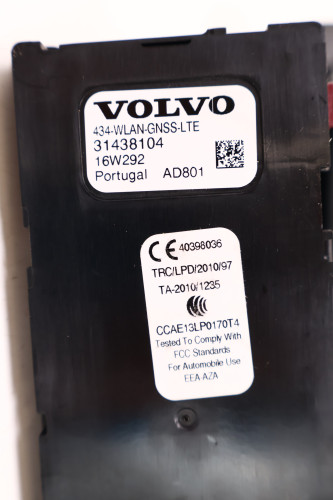 VOLVO
434-WLAN-GNSS-LTE
31438104
16W292
Portugal AD801
CE 40398036
TRC/LPD/2010/97
TA-2010/1235
CCAE13LP0170T4
Tested To Comply With
FCC Standards
For Automobile Use
EEA-AZA